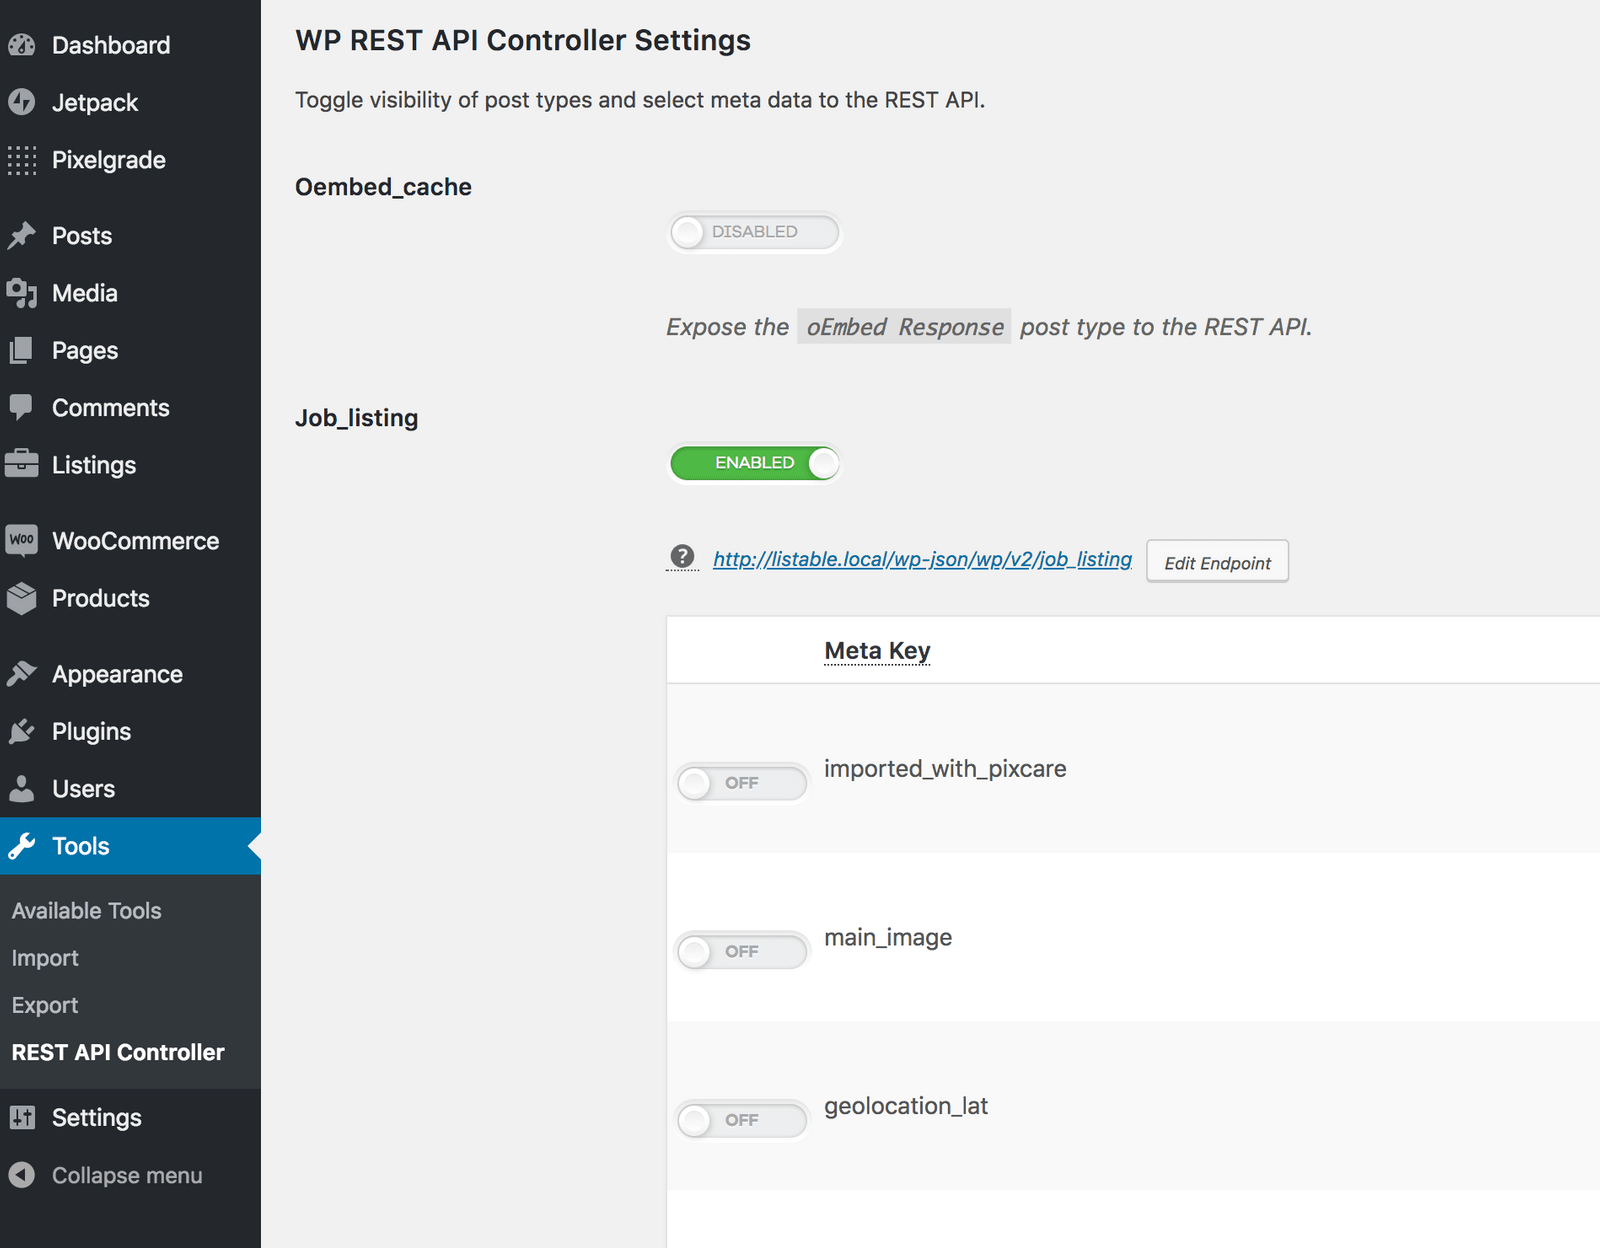 Dashboard
Jetpack
Pixelgrade
Posts
Media
Pages
Comments
Listings
WOO WooCommerce
Products
Appearance
Plugins
Users
Tools
Available Tools
Import
Export
REST API Controller
Settings
Collapse menu
WP REST API Controller Settings
Toggle visibility of post types and select meta data to the REST API.
Oembed_cache
DISABLED
Expose the oEmbed Response post type to the REST API.
Job_listing
ENABLED
? http://listable.local/wp-json/wp/v2/job_listing Edit Endpoint
Meta Key
OFF imported_with_pixcare
OFF main_image
OFF geolocation_lat